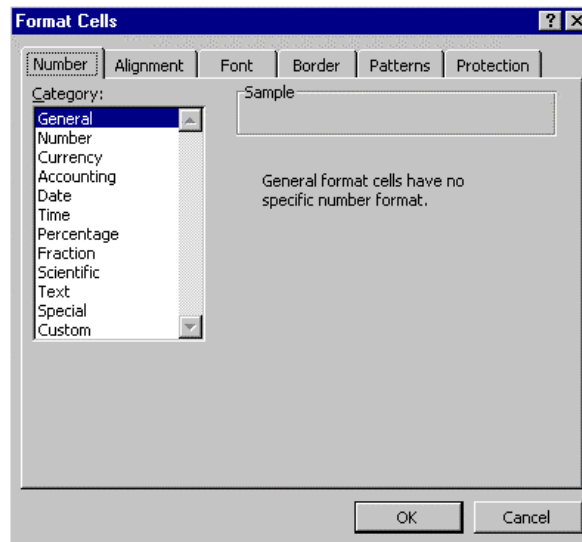 Format Cells
Number Alignment Font Border Patterns Protection
Category:
General
Number
Currency
Accounting
Date
Time
Percentage
Fraction
Scientific
Text
Special
Custom
Sample
General format cells have no
specific number format.
OK Cancel